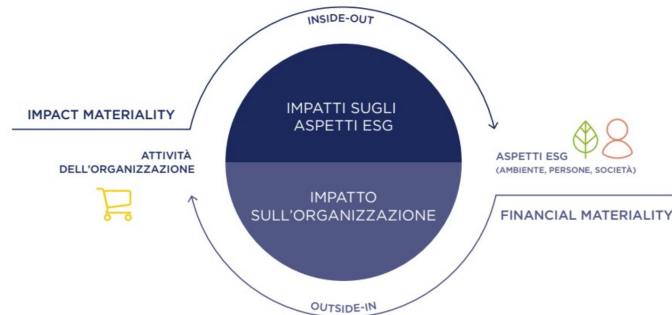 INSIDE-OUT
IMPACT MATERIALITY
IMPATTI SUGLI
ASPETTI ESG
ATTIVITÀ
DELL'ORGANIZZAZIONE
ASPETTI ESG
(AMBIENTE, PERSONE, SOCIETÀ)
IMPATTO
SULL'ORGANIZZAZIONE
FINANCIAL MATERIALITY
OUTSIDE-IN